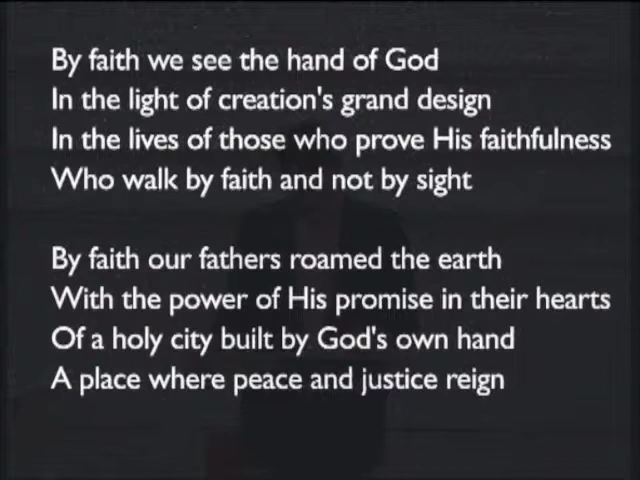 By faith we see the hand of God
In the light of creation's grand design
In the lives of those who prove His faithfulness
Who walk by faith and not by sight
By faith our fathers roamed the earth
With the power of His promise in their hearts
Of a holy city built by God's own hand
A place where peace and justice reign